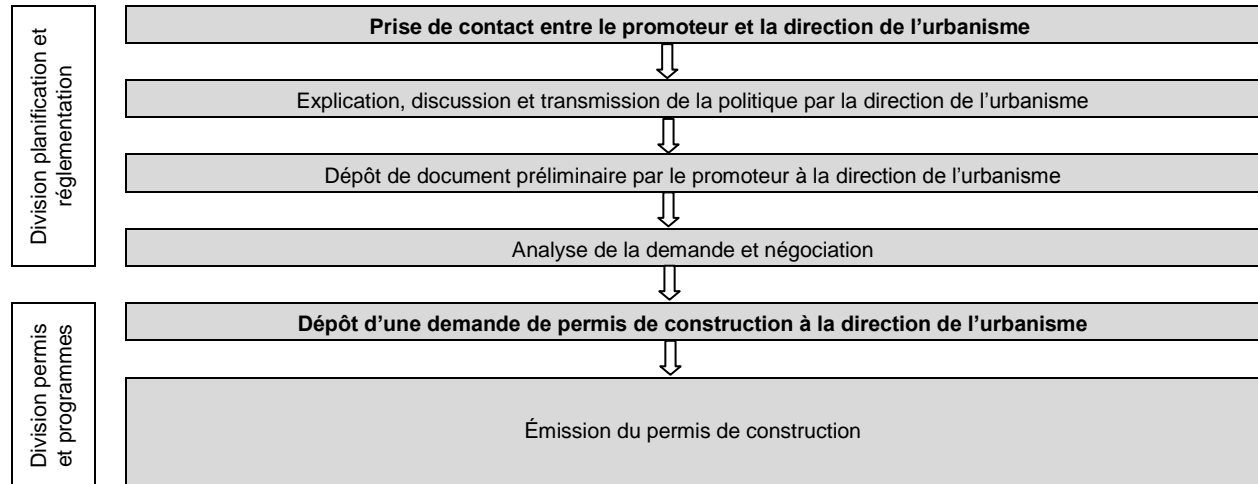 Division planification et
réglementation
Prise de contact entre le promoteur et la direction de l’urbanisme
Explication, discussion et transmission de la politique par la direction de l’urbanisme
Dépôt de document préliminaire par le promoteur à la direction de l’urbanisme
Analyse de la demande et négociation
Division permis
et programmes
Dépôt d’une demande de permis de construction à la direction de l’urbanisme
Émission du permis de construction